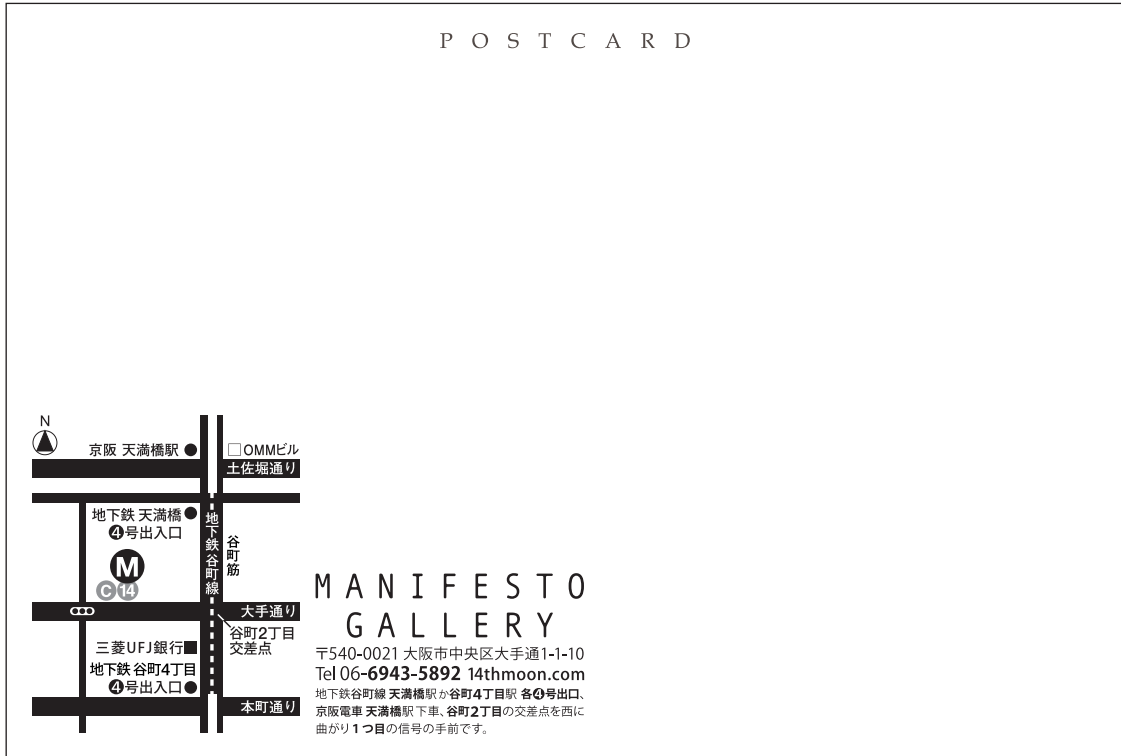 POSTCARD
N
京阪 天満橋駅
OMMビル
土佐堀通り
地下鉄 天満橋
❹号出入口
地下鉄谷町線
谷町筋
M
C 14
大手通り
谷町2丁目
交差点
三菱UFJ銀行
地下鉄 谷町4丁目
❹号出入口
本町通り
MANIFESTO
GALLERY
〒540-0021 大阪市中央区大手通1-1-10
Tel 06-6943-5892 14thmoon.com
地下鉄谷町線 天満橋駅か谷町4丁目駅 各❹号出口、
京阪電車 天満橋駅下車、谷町2丁目の交差点を西に
曲がり1つ目の信号の手前です。